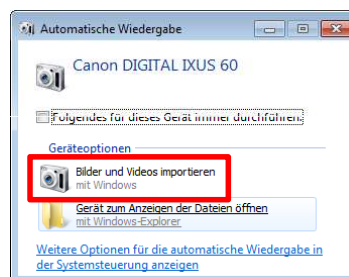 Automatische Wiedergabe
Canon DIGITAL IXUS 60
Folgendes für dieses Gerät immer durchführen:
Geräteoptionen
Bilder und Videos importieren
mit Windows
Gerät zum Anzeigen der Dateien öffnen
mit Windows-Explorer
Weitere Optionen für die automatische Wiedergabe in
der Systemsteuerung anzeigen